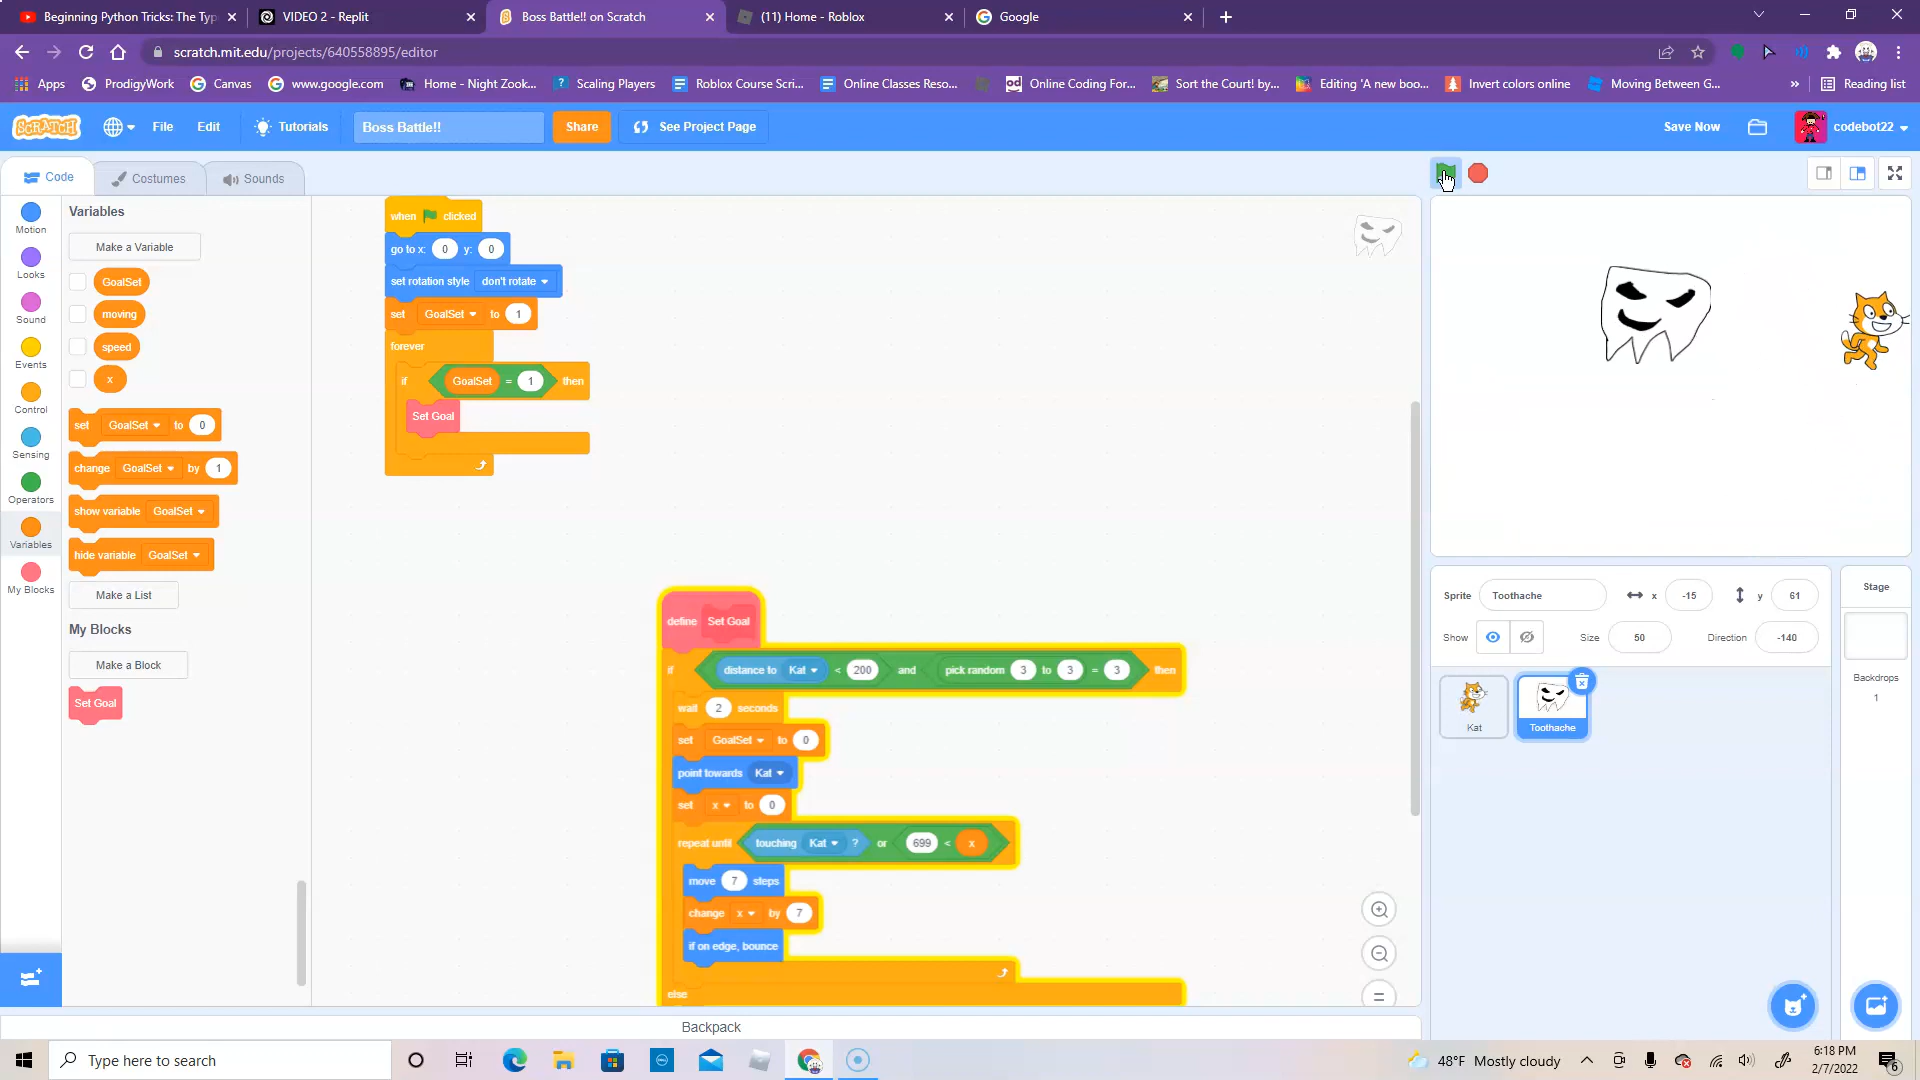 Beginning Python Tricks: The Typ
VIDEO 2 - Replit
Boss Battle!! on Scratch
(11) Home - Roblox
Google
scratch.mit.edu/projects/640558895/editor
Apps
ProdigyWork
Canvas
www.google.com
Home - Night Zook...
Scaling Players
Roblox Course Scri...
Online Classes Reso...
Online Coding For...
Sort the Court! by...
Editing 'A new boo...
Invert colors online
Moving Between G...
»
Reading list
SCRATCH
File
Edit
Tutorials
Boss Battle!!
Share
See Project Page
Save Now
codebot22
Code
Costumes
Sounds
Motion
Looks
Sound
Events
Control
Sensing
Operators
Variables
My Blocks
Variables
Make a Variable
GoalSet
moving
speed
x
set GoalSet to 0
change GoalSet by 1
show variable GoalSet
hide variable GoalSet
Make a List
My Blocks
Make a Block
Set Goal
when clicked
go to x: 0 y: 0
set rotation style don't rotate
set GoalSet to 1
forever
if GoalSet = 1 then
Set Goal
define Set Goal
if distance to Kat < 200 and pick random 3 to 3 = 3 then
wait 2 seconds
set GoalSet to 0
point towards Kat
set x to 0
repeat until touching Kat ? or 699 < x
move 7 steps
change x by 7
if on edge, bounce
else
Backpack
Sprite Toothache x -15 y 61
Show Size 50 Direction -140
Kat
Toothache
Stage
Backdrops
1
Type here to search
48°F Mostly cloudy
6:18 PM
2/7/2022
6